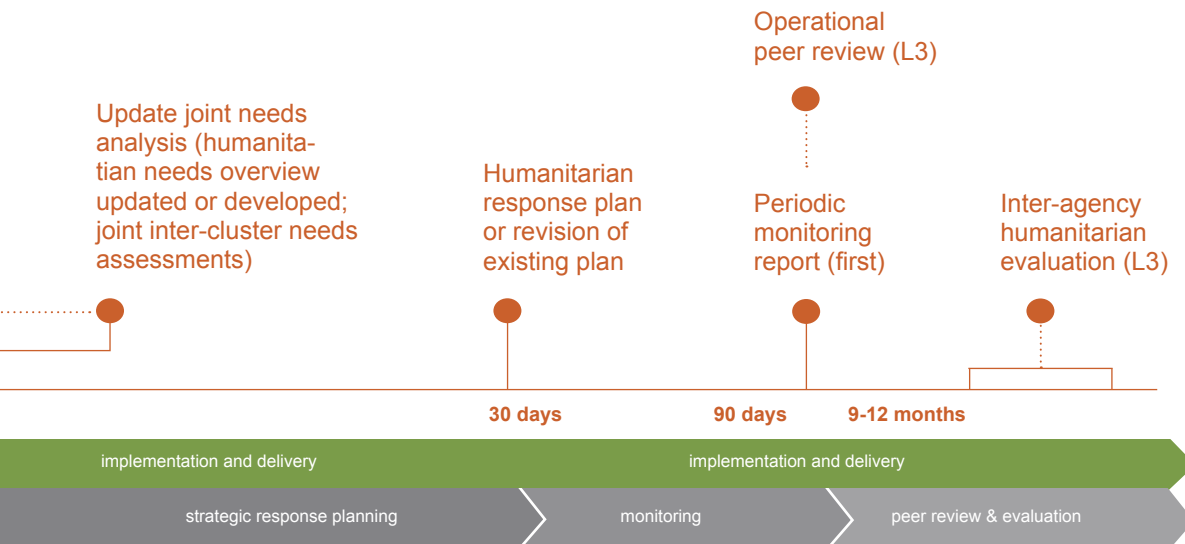 Operational
peer review (L3)
Update joint needs
analysis (humanita-
tian needs overview
updated or developed;
joint inter-cluster needs
assessments)
Humanitarian
response plan
or revision of
existing plan
Periodic
monitoring
report (first)
Inter-agency
humanitarian
evaluation (L3)
30 days
90 days
9-12 months
implementation and delivery
implementation and delivery
strategic response planning
monitoring
peer review & evaluation